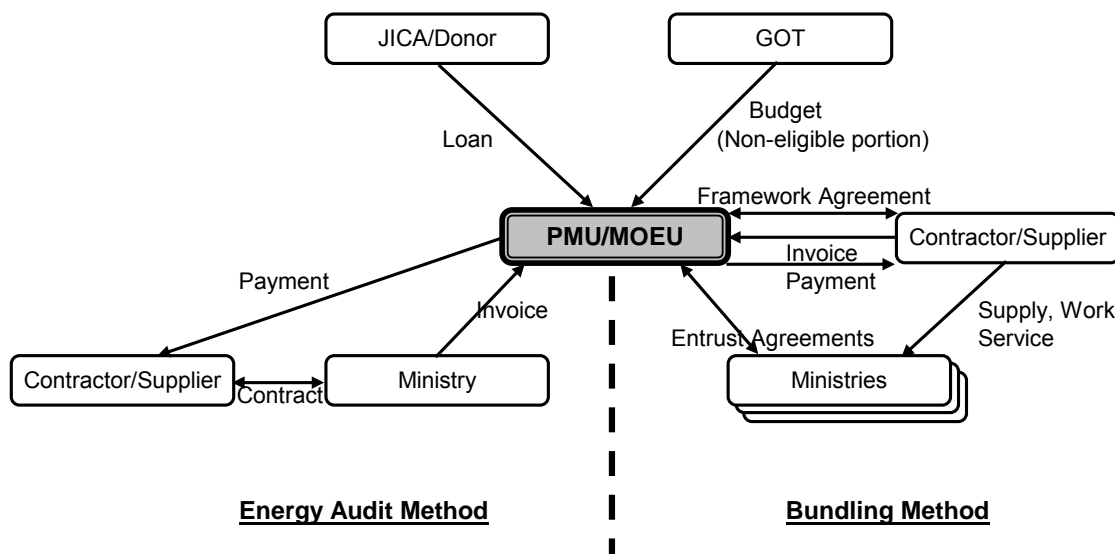 JICA/Donor
GOT
Loan
Budget
(Non-eligible portion)
Framework Agreement
PMU/MOEU
Contractor/Supplier
Invoice
Payment
Payment
Invoice
Supply, Work
Service
Entrust Agreements
Contractor/Supplier
Contract
Ministry
Ministries
Energy Audit Method
Bundling Method